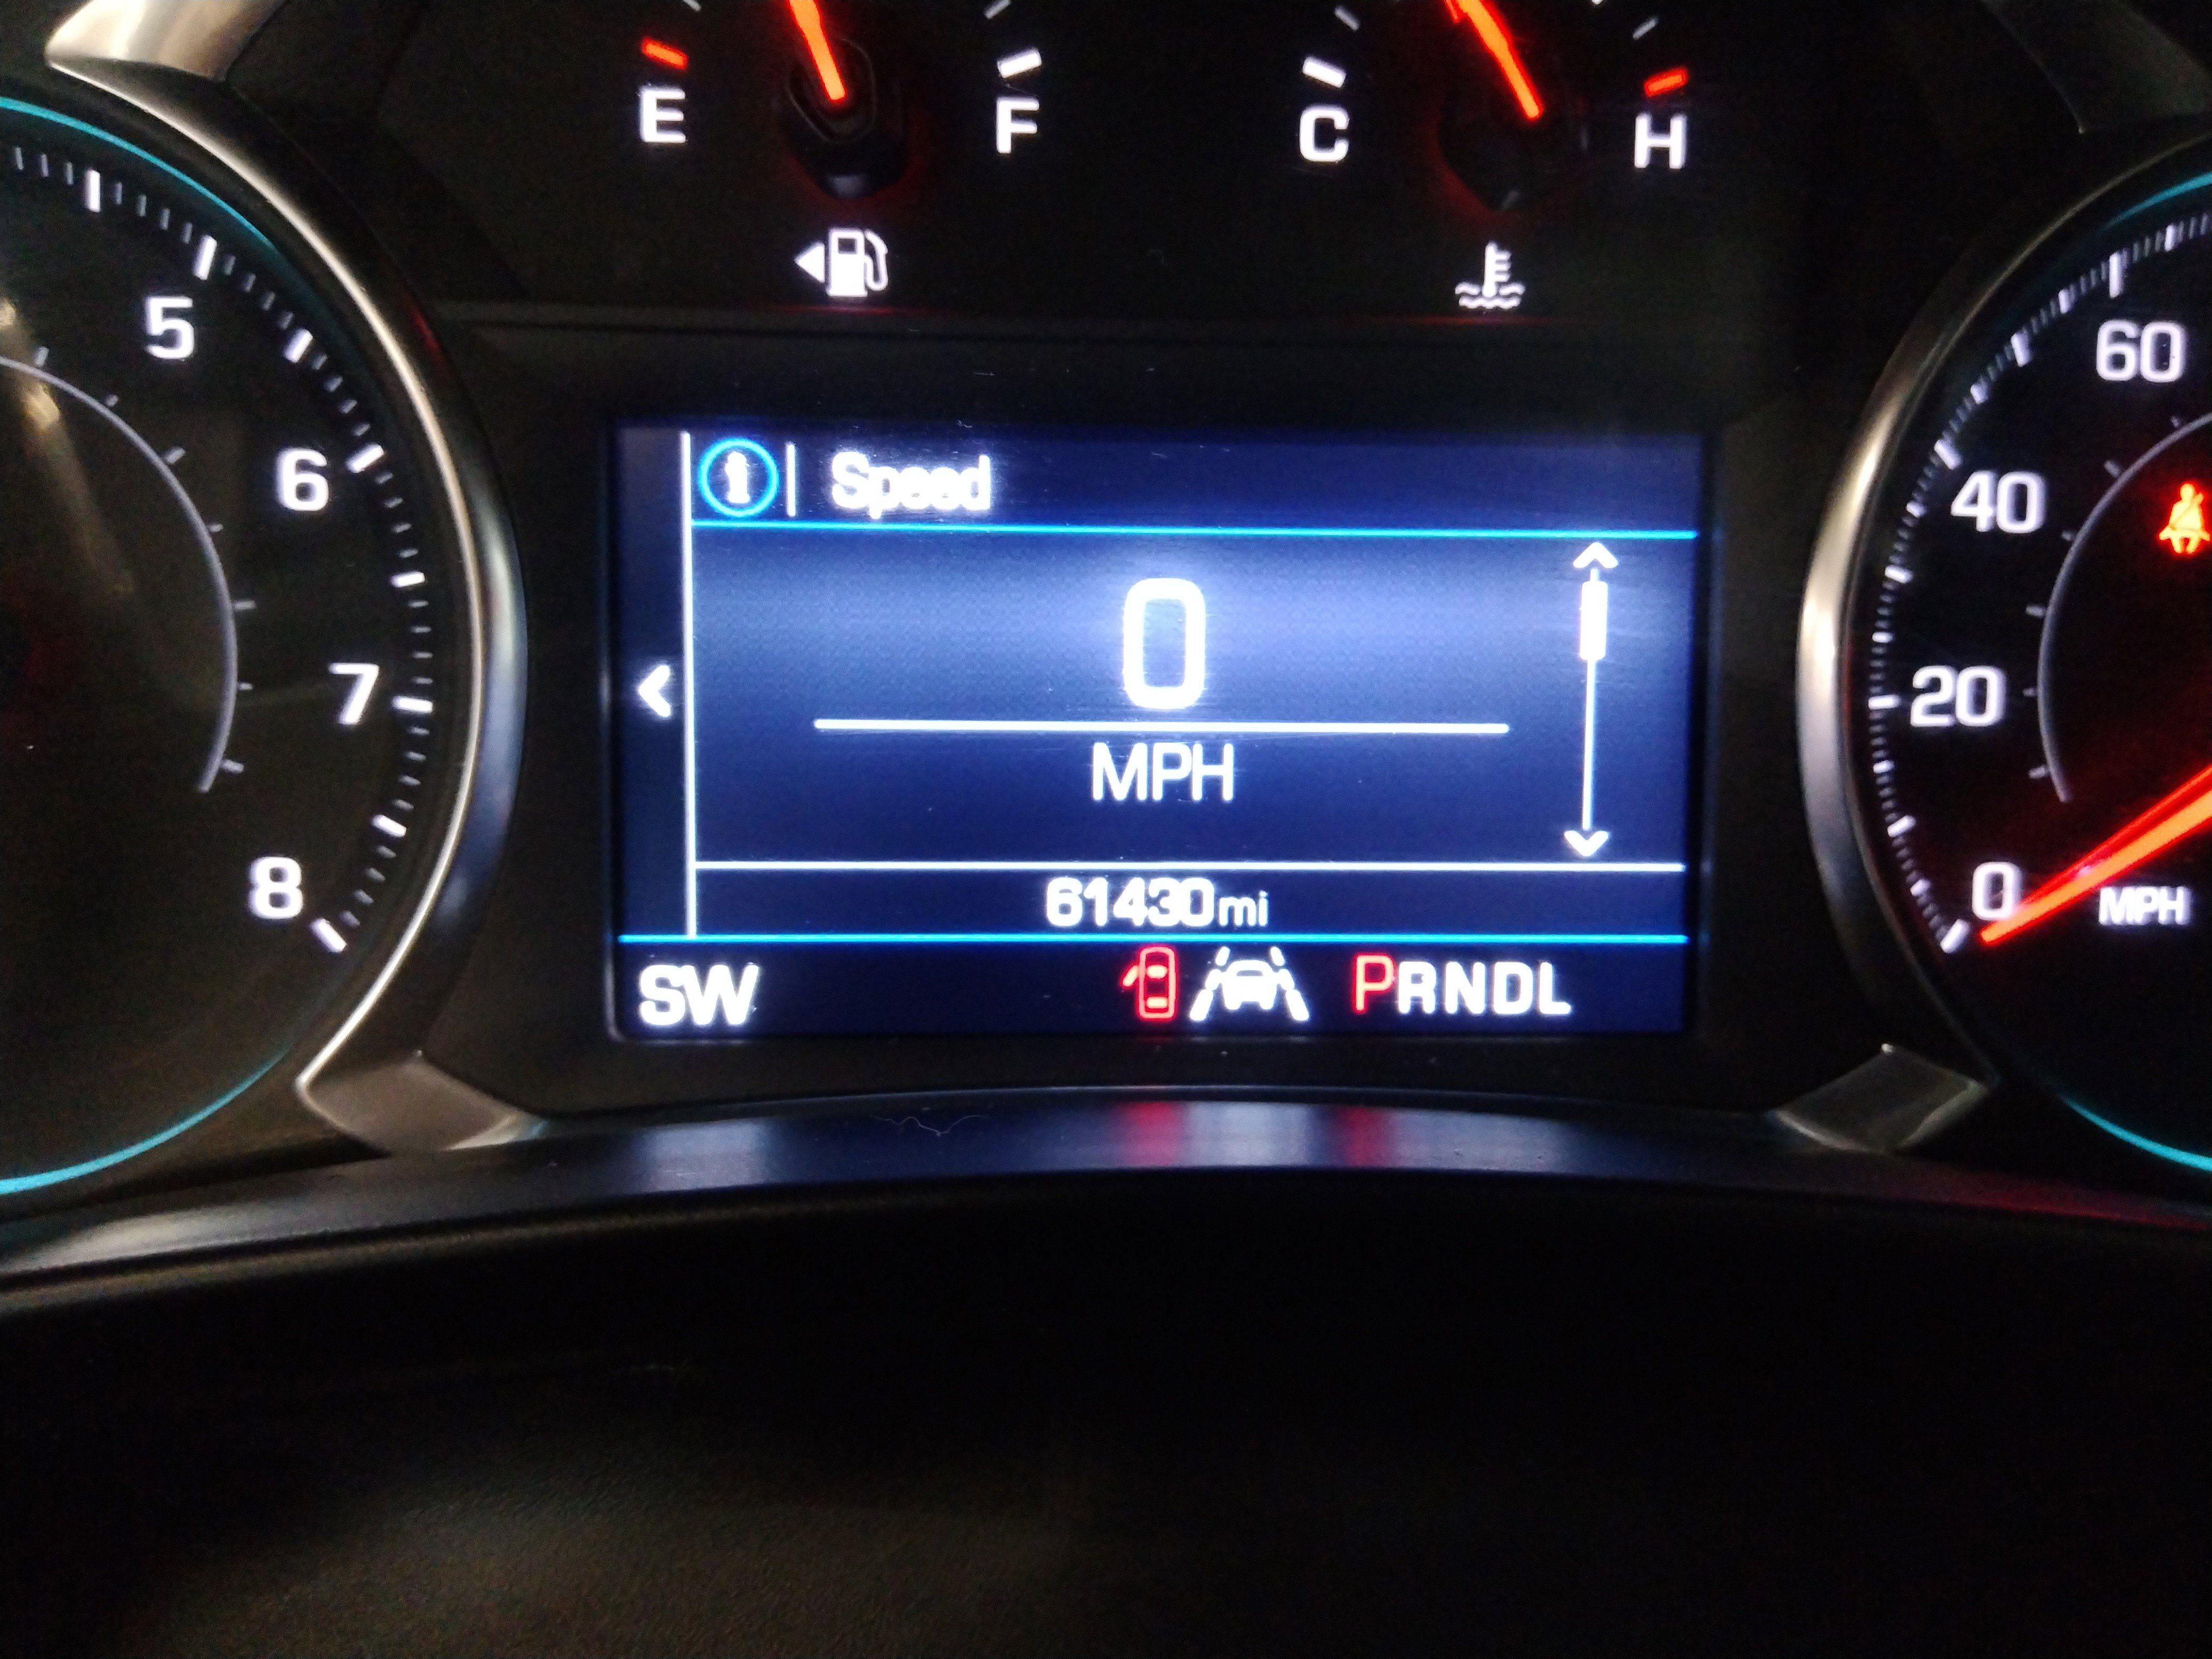 E F C H
5
6
7
8
i Speed
0
MPH
61430mi
SW PRNDL
60
40
20
0 MPH